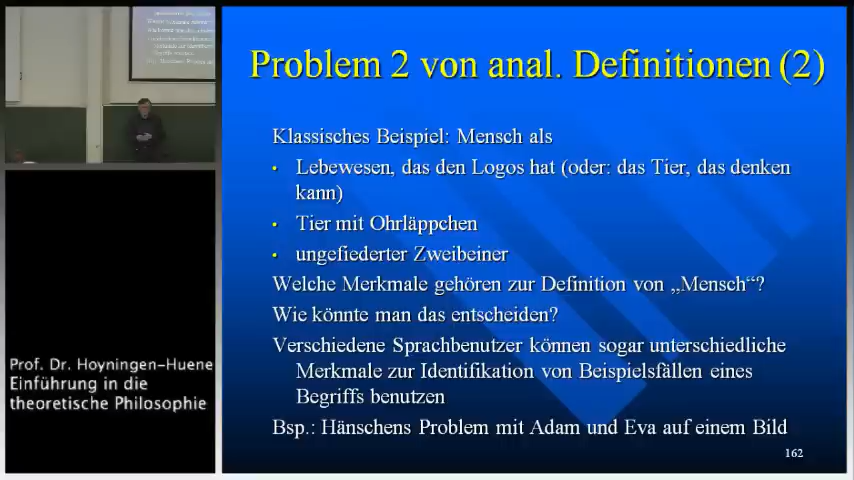 Problem 2 von anal. Definitionen (2)
Klassisches Beispiel: Mensch als
• Lebewesen, das den Logos hat (oder: das Tier, das denken
kann)
• Tier mit Ohrläppchen
• ungefiederter Zweibeiner
Welche Merkmale gehören zur Definition von „Mensch“?
Wie könnte man das entscheiden?
Verschiedene Sprachbenutzer können sogar unterschiedliche
Merkmale zur Identifikation von Beispielsfällen eines
Begriffs benutzen
Bsp.: Hänschens Problem mit Adam und Eva auf einem Bild
162
Prof. Dr. Hoyningen-Huene
Einführung in die
theoretische Philosophie